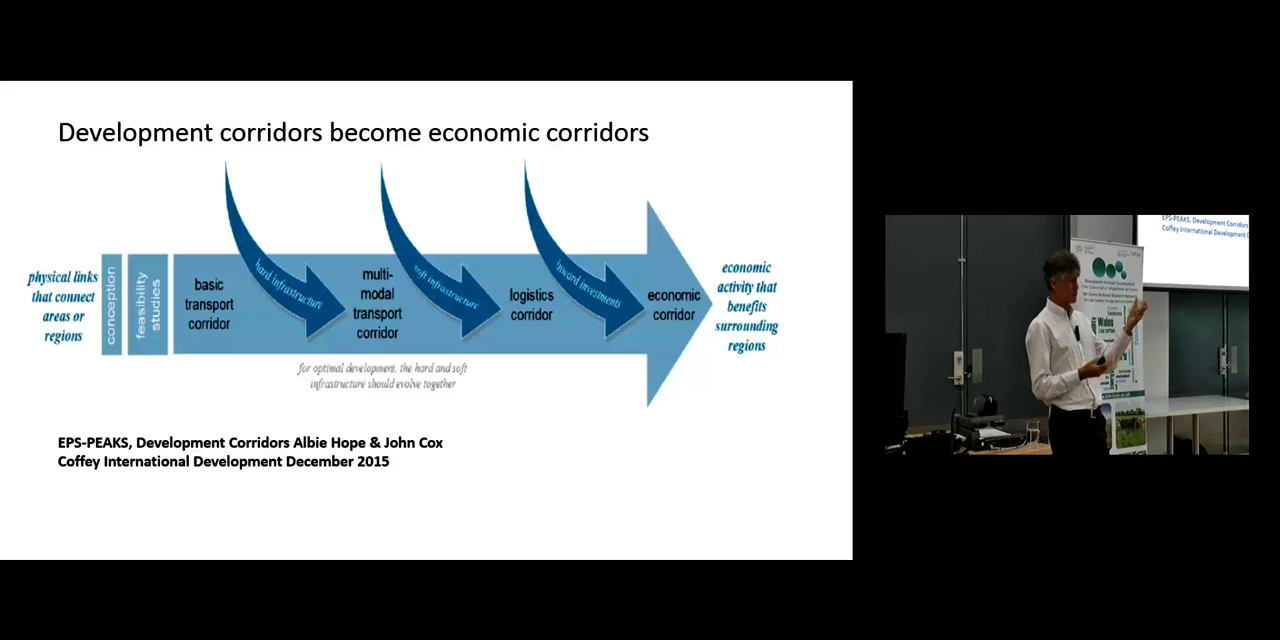 Development corridors become economic corridors
physical links
that connect
areas or
regions
conception
feasibility
studies
basic
transport
corridor
hard infrastructure
multi-
modal
transport
corridor
soft infrastructure
logistics
corridor
Inward investments
economic
corridor
economic
activity that
benefits
surrounding
regions
for optimal development, the hard and soft
infrastructure should evolve together
EPS-PEAKS, Development Corridors Albie Hope & John Cox
Coffey International Development December 2015
EPS-PEAKS, Development Corridors
Coffey International Development D
Wales